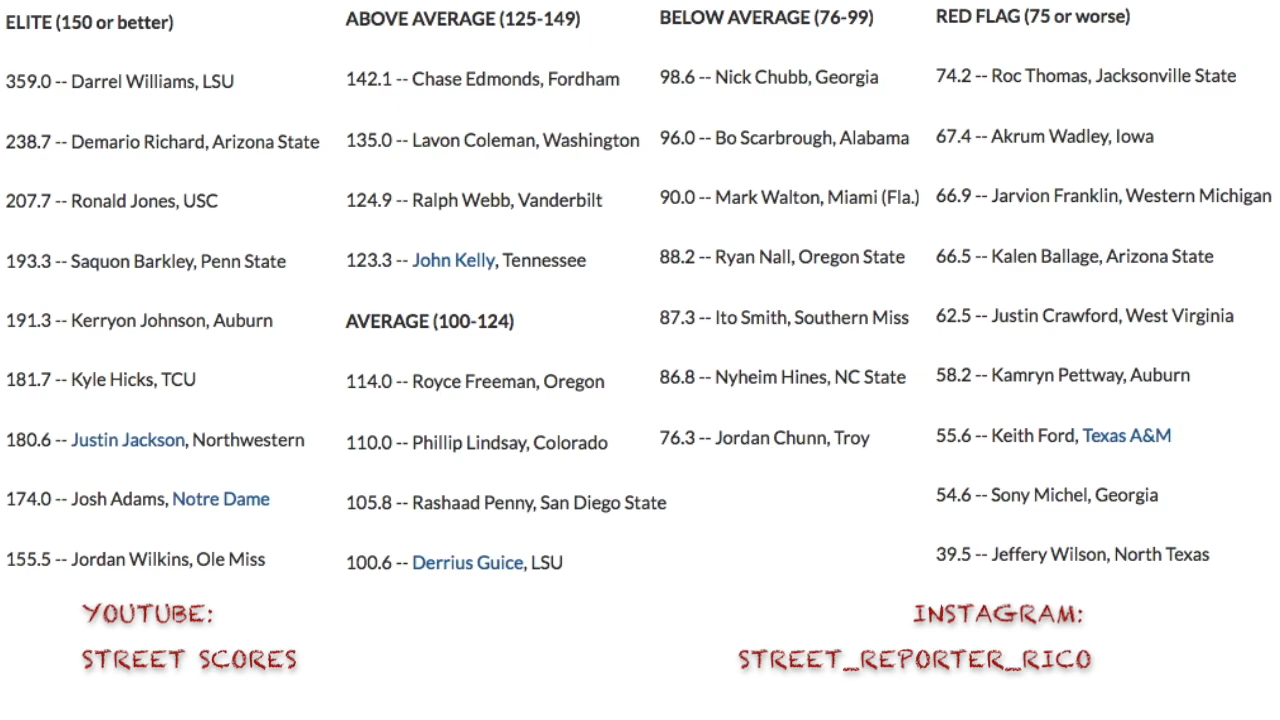 ELITE (150 or better)
359.0 -- Darrel Williams, LSU
238.7 -- Demario Richard, Arizona State
207.7 -- Ronald Jones, USC
193.3 -- Saquon Barkley, Penn State
191.3 -- Kerryon Johnson, Auburn
181.7 -- Kyle Hicks, TCU
180.6 -- Justin Jackson, Northwestern
174.0 -- Josh Adams, Notre Dame
155.5 -- Jordan Wilkins, Ole Miss
ABOVE AVERAGE (125-149)
142.1 -- Chase Edmonds, Fordham
135.0 -- Lavon Coleman, Washington
124.9 -- Ralph Webb, Vanderbilt
123.3 -- John Kelly, Tennessee
AVERAGE (100-124)
114.0 -- Royce Freeman, Oregon
110.0 -- Phillip Lindsay, Colorado
105.8 -- Rashaad Penny, San Diego State
100.6 -- Derrius Guice, LSU
BELOW AVERAGE (76-99)
98.6 -- Nick Chubb, Georgia
96.0 -- Bo Scarbrough, Alabama
90.0 -- Mark Walton, Miami (Fla.)
88.2 -- Ryan Nall, Oregon State
87.3 -- Ito Smith, Southern Miss
86.8 -- Nyheim Hines, NC State
76.3 -- Jordan Chunn, Troy
RED FLAG (75 or worse)
74.2 -- Roc Thomas, Jacksonville State
67.4 -- Akrum Wadley, Iowa
66.9 -- Jarvion Franklin, Western Michigan
66.5 -- Kalen Ballage, Arizona State
62.5 -- Justin Crawford, West Virginia
58.2 -- Kamryn Pettway, Auburn
55.6 -- Keith Ford, Texas A&M
54.6 -- Sony Michel, Georgia
39.5 -- Jeffery Wilson, North Texas
YOUTUBE:
STREET SCORES
INSTAGRAM:
STREET_REPORTER_RICO